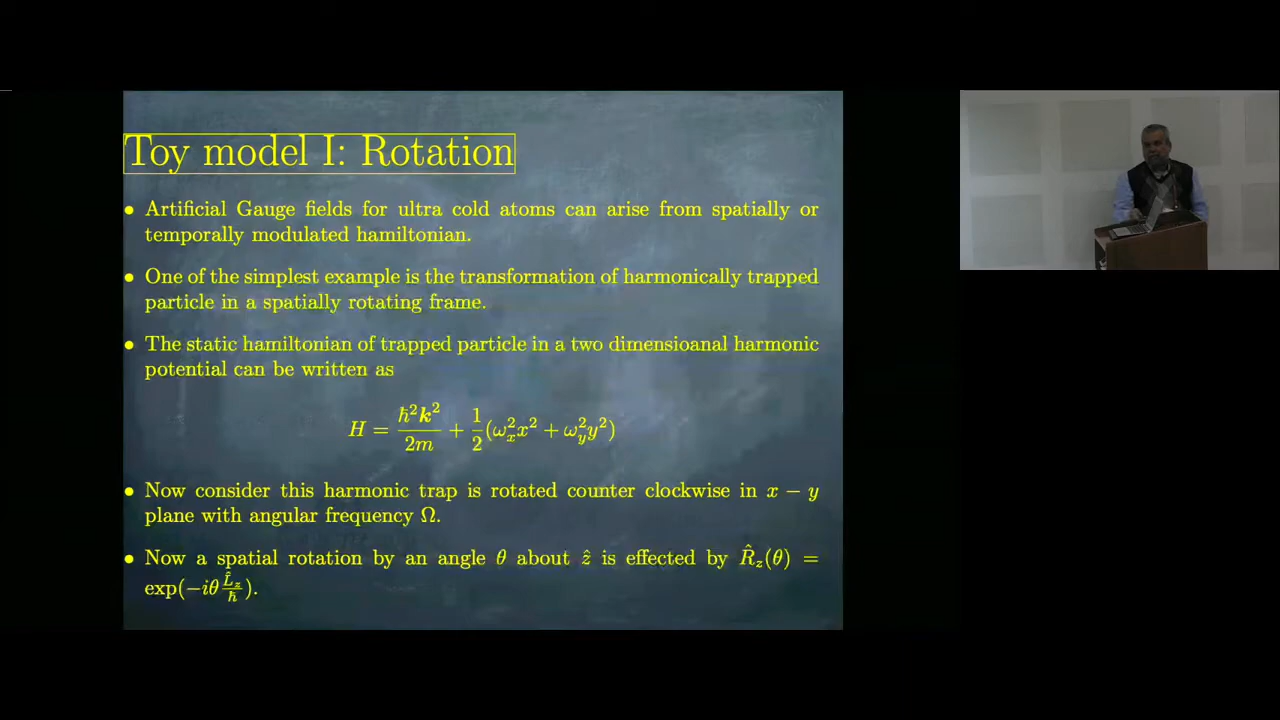 Toy model I: Rotation
• Artificial Gauge fields for ultra cold atoms can arise from spatially or
temporally modulated hamiltonian.
• One of the simplest example is the transformation of harmonically trapped
particle in a spatially rotating frame.
• The static hamiltonian of trapped particle in a two dimensioanal harmonic
potential can be written as
H = ℏ²k²/2m + 1/2(ω_x²x² + ω_y²y²)
• Now consider this harmonic trap is rotated counter clockwise in x − y
plane with angular frequency Ω.
• Now a spatial rotation by an angle θ about ẑ is effected by R̂_z(θ) =
exp(−iθ L̂_z/ℏ).